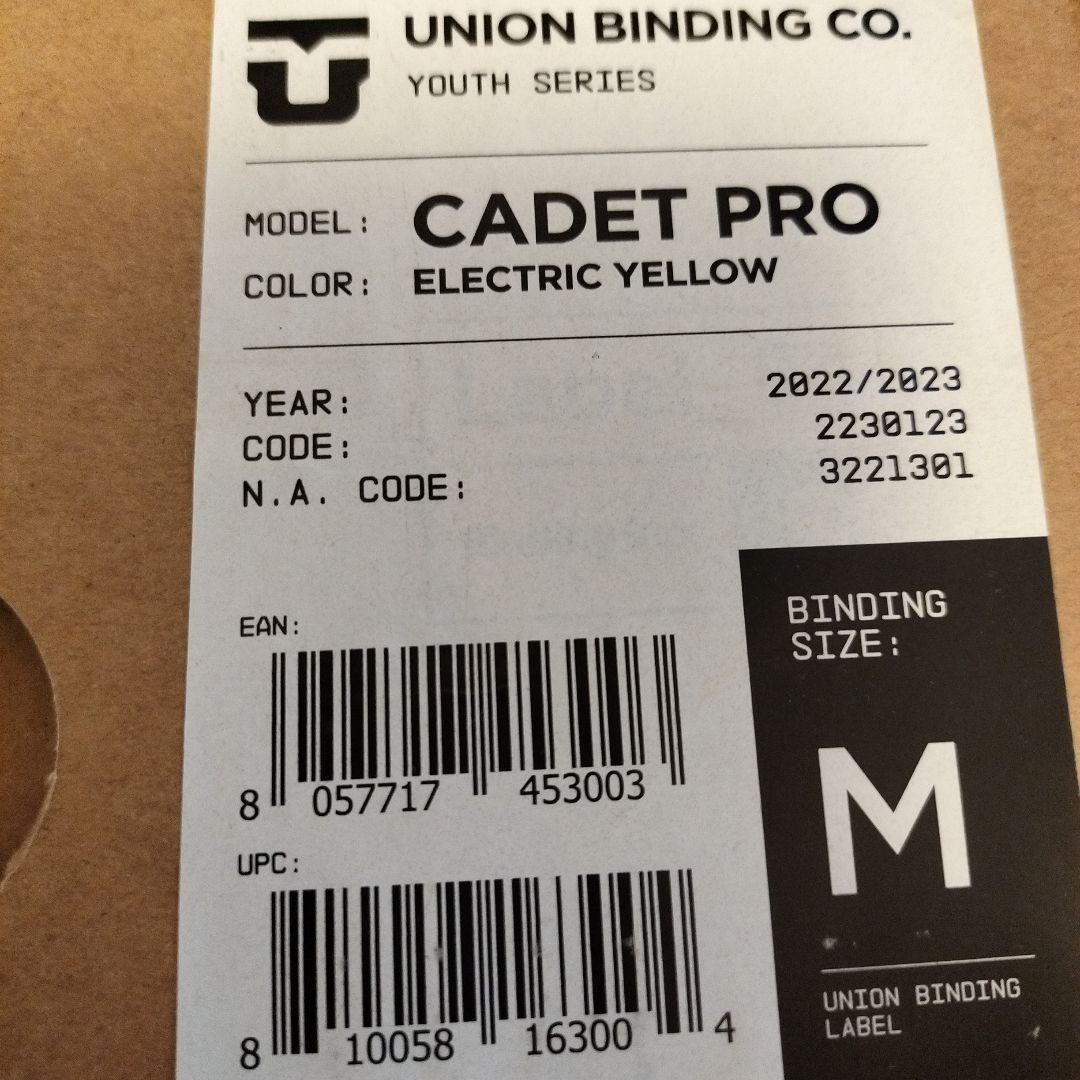 UNION BINDING CO.
YOUTH SERIES
MODEL: CADET PRO
COLOR: ELECTRIC YELLOW
YEAR: 2022/2023
CODE: 2230123
N.A. CODE: 3221301
EAN:
8 057717 453003
UPC:
8 10058 16300 4
BINDING
SIZE:
M
UNION BINDING
LABEL